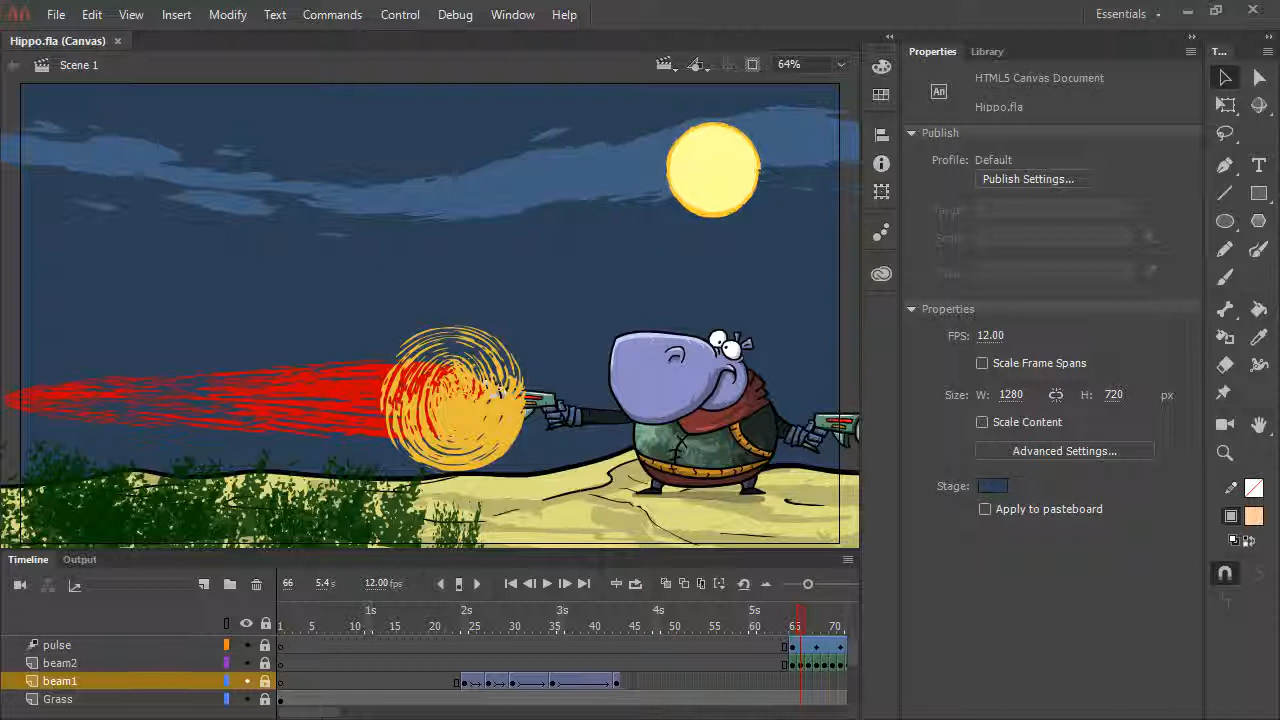 File Edit View Insert Modify Text Commands Control Debug Window Help Essentials
Hippo.fla (Canvas)
Scene 1
64%
Properties Library
T...
HTML5 Canvas Document
An
Hippo.fla
Publish
Profile: Default
Publish Settings...
Properties
FPS: 12.00
Scale Frame Spans
Size: W: 1280 H: 720 px
Scale Content
Advanced Settings...
Stage:
Apply to pasteboard
Timeline Output
66 5.4 s 12.00 fps
1s 2s 3s 4s 5s
1 5 10 15 20 25 30 35 40 45 50 55 60 65 70
pulse
beam2
beam1
Grass